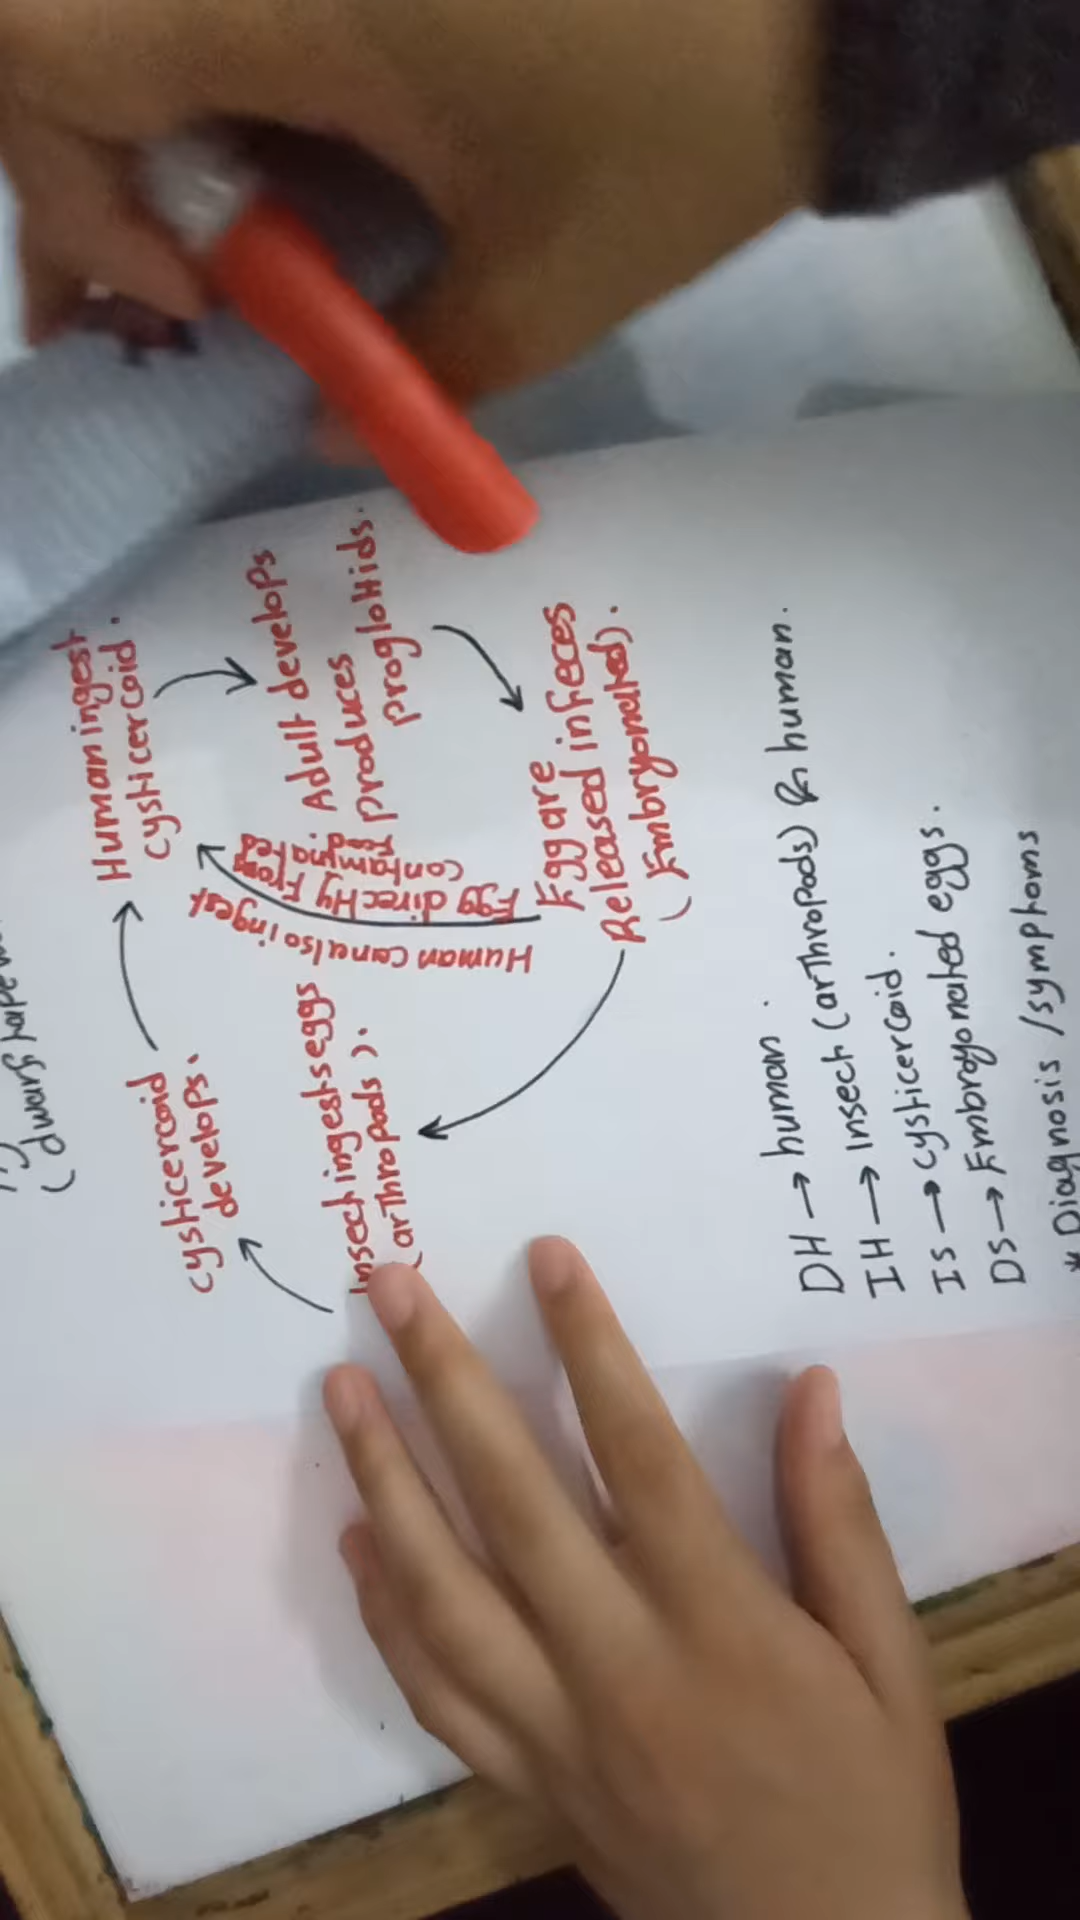 (dwarf tape
Human ingest
cysticercoid.
Adult develops
produces
proglottids.
Egg are
Released in feces
(Embryonated).
Human can also ingest
Egg directly From
contamynated
food.
Insect ingests eggs
(arthropods).
cysticercoid
develops.
DH → human.
IH → Insect (arthropods) & human.
IS → cysticercoid.
DS → Embroyonated eggs.
* Diagnosis / symptoms